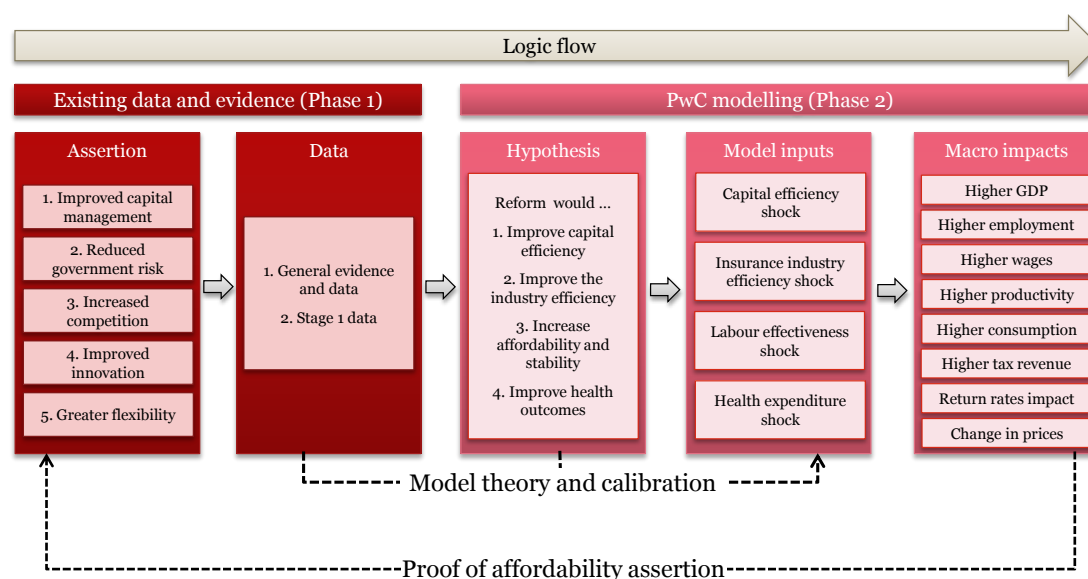 Logic flow
Existing data and evidence (Phase 1)
PwC modelling (Phase 2)
Assertion
1. Improved capital
management
2. Reduced
government risk
3. Increased
competition
4. Improved
innovation
5. Greater flexibility
Data
1. General evidence
and data
2. Stage 1 data
Hypothesis
Reform would ...
1. Improve capital
efficiency
2. Improve the
industry efficiency
3. Increase
affordability and
stability
4. Improve health
outcomes
Model inputs
Capital efficiency
shock
Insurance industry
efficiency shock
Labour effectiveness
shock
Health expenditure
shock
Macro impacts
Higher GDP
Higher employment
Higher wages
Higher productivity
Higher consumption
Higher tax revenue
Return rates impact
Change in prices
Model theory and calibration
Proof of affordability assertion